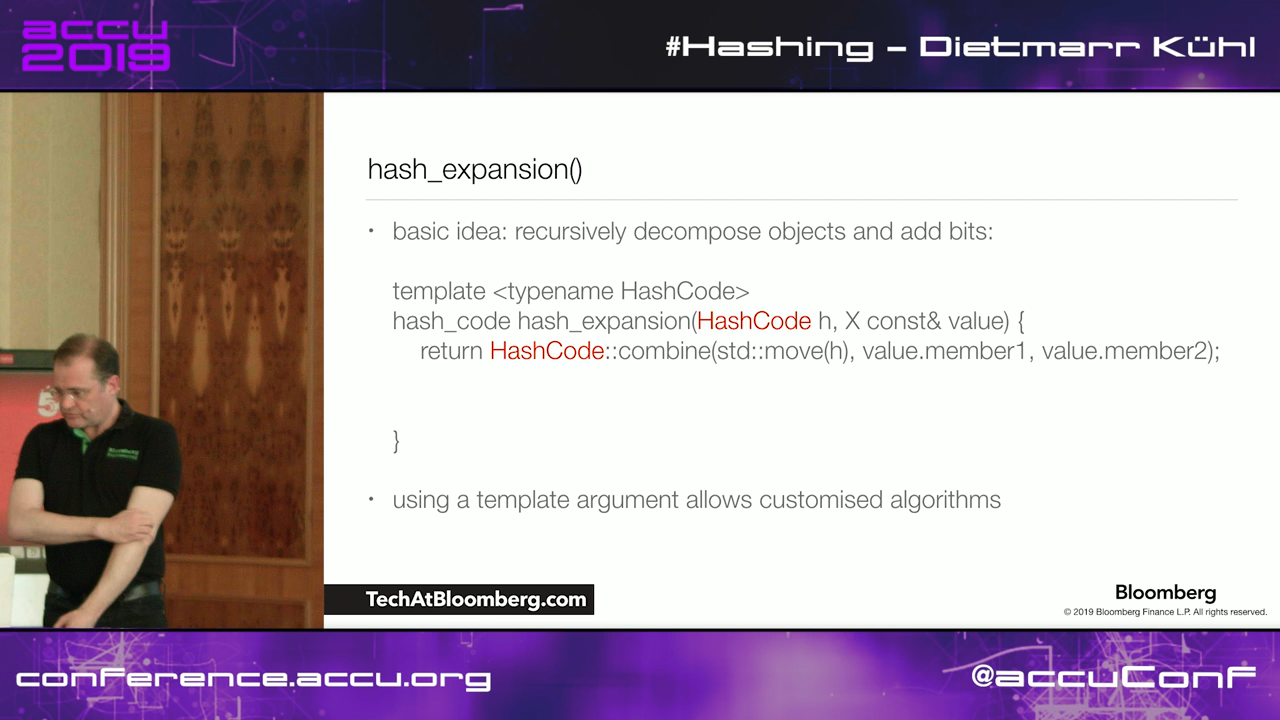 accu
2019
#Hashing – Dietmarr Kühl
hash_expansion()
• basic idea: recursively decompose objects and add bits:
template <typename HashCode>
hash_code hash_expansion(HashCode h, X const& value) {
return HashCode::combine(std::move(h), value.member1, value.member2);
}
• using a template argument allows customised algorithms
5
Bloomberg
TechAtBloomberg.com
Bloomberg
© 2019 Bloomberg Finance L.P. All rights reserved.
conference.accu.org
@accuConf